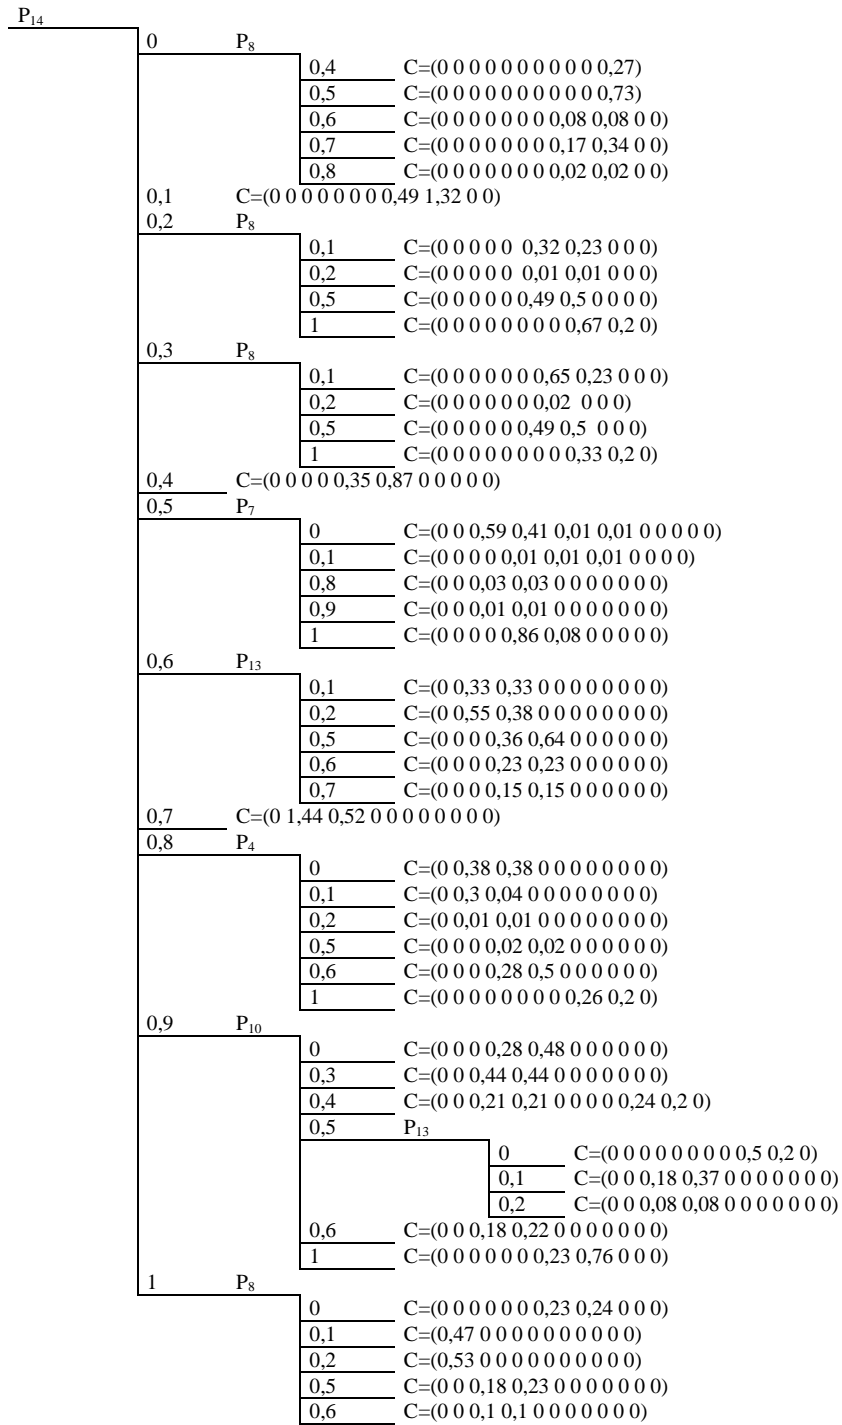 P₁₄
0 P₈
0,4 C=(0 0 0 0 0 0 0 0 0 0 0,27)
0,5 C=(0 0 0 0 0 0 0 0 0 0 0,73)
0,6 C=(0 0 0 0 0 0 0 0,08 0,08 0 0)
0,7 C=(0 0 0 0 0 0 0 0,17 0,34 0 0)
0,8 C=(0 0 0 0 0 0 0 0,02 0,02 0 0)
0,1 C=(0 0 0 0 0 0 0 0,49 1,32 0 0)
0,2 P₈
0,1 C=(0 0 0 0 0 0,32 0,23 0 0 0)
0,2 C=(0 0 0 0 0 0,01 0,01 0 0 0)
0,5 C=(0 0 0 0 0 0,49 0,5 0 0 0 0)
1 C=(0 0 0 0 0 0 0 0 0,67 0,2 0)
0,3 P₈
0,1 C=(0 0 0 0 0 0 0,65 0,23 0 0 0)
0,2 C=(0 0 0 0 0 0 0,02 0 0 0)
0,5 C=(0 0 0 0 0 0,49 0,5 0 0 0)
1 C=(0 0 0 0 0 0 0 0 0,33 0,2 0)
0,4 C=(0 0 0 0 0,35 0,87 0 0 0 0 0)
0,5 P₇
0 C=(0 0 0,59 0,41 0,01 0,01 0 0 0 0 0)
0,1 C=(0 0 0 0 0,01 0,01 0,01 0 0 0 0)
0,8 C=(0 0 0,03 0,03 0 0 0 0 0 0 0)
0,9 C=(0 0 0,01 0,01 0 0 0 0 0 0 0)
1 C=(0 0 0 0 0,86 0,08 0 0 0 0 0)
0,6 P₁₃
0,1 C=(0 0,33 0,33 0 0 0 0 0 0 0 0)
0,2 C=(0 0,55 0,38 0 0 0 0 0 0 0 0)
0,5 C=(0 0 0 0,36 0,64 0 0 0 0 0 0)
0,6 C=(0 0 0 0,23 0,23 0 0 0 0 0 0)
0,7 C=(0 0 0 0,15 0,15 0 0 0 0 0 0)
0,7 C=(0 1,44 0,52 0 0 0 0 0 0 0 0)
0,8 P₄
0 C=(0 0,38 0,38 0 0 0 0 0 0 0 0)
0,1 C=(0 0,3 0,04 0 0 0 0 0 0 0 0)
0,2 C=(0 0,01 0,01 0 0 0 0 0 0 0 0)
0,5 C=(0 0 0 0,02 0,02 0 0 0 0 0 0)
0,6 C=(0 0 0 0,28 0,5 0 0 0 0 0 0)
1 C=(0 0 0 0 0 0 0 0 0,26 0,2 0)
0,9 P₁₀
0 C=(0 0 0 0,28 0,48 0 0 0 0 0 0)
0,3 C=(0 0 0,44 0,44 0 0 0 0 0 0 0)
0,4 C=(0 0 0,21 0,21 0 0 0 0 0,24 0,2 0)
0,5 P₁₃
0 C=(0 0 0 0 0 0 0 0 0,5 0,2 0)
0,1 C=(0 0 0,18 0,37 0 0 0 0 0 0 0)
0,2 C=(0 0 0,08 0,08 0 0 0 0 0 0 0)
0,6 C=(0 0 0,18 0,22 0 0 0 0 0 0 0)
1 C=(0 0 0 0 0 0 0,23 0,76 0 0 0)
1 P₈
0 C=(0 0 0 0 0 0 0,23 0,24 0 0 0)
0,1 C=(0,47 0 0 0 0 0 0 0 0 0 0)
0,2 C=(0,53 0 0 0 0 0 0 0 0 0 0)
0,5 C=(0 0 0,18 0,23 0 0 0 0 0 0 0)
0,6 C=(0 0 0,1 0,1 0 0 0 0 0 0 0)